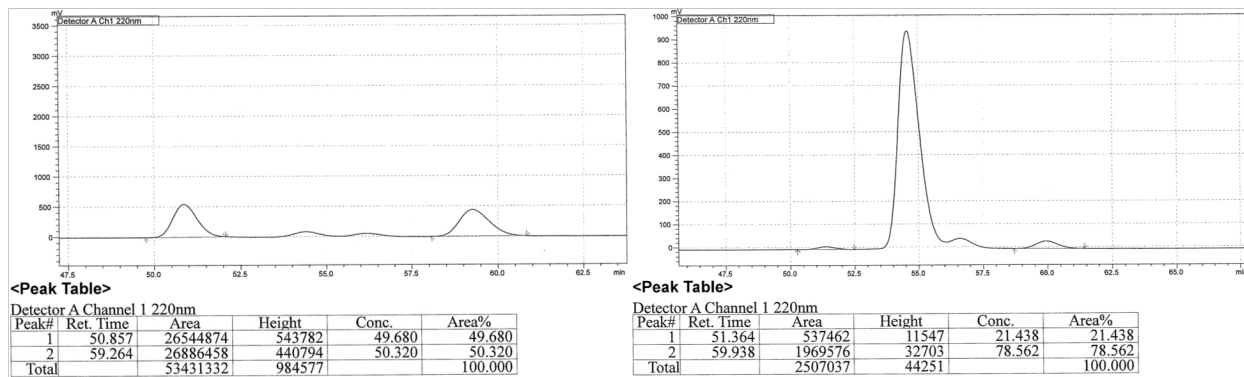 mV
Detector A Ch1 220nm
3500
3000
2500
2000
1500
1000
500
0
47.5 50.0 52.5 55.0 57.5 60.0 62.5 min
<Peak Table>
Detector A Channel 1 220nm
Peak# Ret. Time Area Height Conc. Area%
1 50.857 26544874 543782 49.680 49.680
2 59.264 26886458 440794 50.320 50.320
Total 53431332 984577 100.000
mV
Detector A Ch1 220nm
1000
900
800
700
600
500
400
300
200
100
0
47.5 50.0 52.5 55.0 57.5 60.0 62.5 65.0 67.5
<Peak Table>
Detector A Channel 1 220nm
Peak# Ret. Time Area Height Conc. Area%
1 51.364 537462 11547 21.438 21.438
2 59.938 1969576 32703 78.562 78.562
Total 2507037 44251 100.000